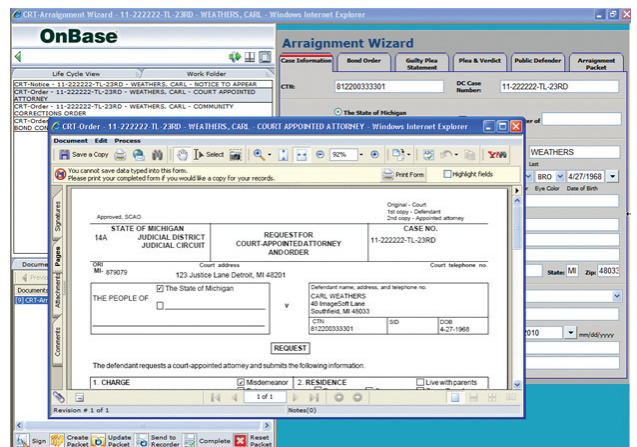 CRT-Arraignment Wizard - 11-222222-TL-23RD - WEATHERS, CARL - Windows Internet Explorer
OnBase
Life Cycle View
Work Folder
CRT-Notice - 11-222222-TL-23RD - WEATHERS, CARL - NOTICE TO APPEAR
CRT-Order - 11-222222-TL-23RD - WEATHERS, CARL - COURT APPOINTED
ATTORNEY
CRT-Order - 11-222222-TL-23RD - WEATHERS, CARL - COMMUNITY
CORRECTIONS ORDER
CRT-Order
BOND CON
Arraignment Wizard
Case Information
Bond Order
Guilty Plea
Statement
Plea & Verdict
Public Defender
Arraignment
Packet
CTN:
812200333301
DC Case
Number:
11-222222-TL-23RD
The State of Michigan
er of
WEATHERS
Last
BRO
4/27/1968
r Eye Color Date of Birth
State: MI Zip: 48033
2010
mm/dd/yyyy
CRT-Order - 11-222222-TL-23RD - WEATHERS, CARL - COURT APPOINTED ATTORNEY - Windows Internet Explorer
Document Edit Process
Save a Copy
Select
92%
You cannot save data typed into this form.
Please print your completed form if you would like a copy for your records.
Print Form
Highlight fields
Signatures
Pages
Attachments
Comments
Approved, SCAO
Original - Court
1st copy - Defendant
2nd copy - Appointed attorney
STATE OF MICHIGAN
14A JUDICIAL DISTRICT
JUDICIAL CIRCUIT
REQUEST FOR
COURT-APPOINTED ATTORNEY
AND ORDER
CASE NO.
11-222222-TL-23RD
ORI
MI- 879079
Court address
123 Justice Lane Detroit, MI 48201
Court telephone no.
THE PEOPLE OF
The State of Michigan
v
Defendant name, address, and telephone no.
CARL WEATHERS
40 ImageSoft Lane
Southfield, MI 48033
CTN
812200333301
SID
DOB
4-27-1968
REQUEST
The defendant requests a court-appointed attorney and submits the following information.
1. CHARGE
Misdemeanor
2. RESIDENCE
Live with parents
1 of 1
Revision # 1 of 1
Notes(0)
Docume
Previo
Documents
[9] CRT-Arr
Sign
Create
Packet
Update
Packet
Send to
Recorder
Complete
Reset
Packet